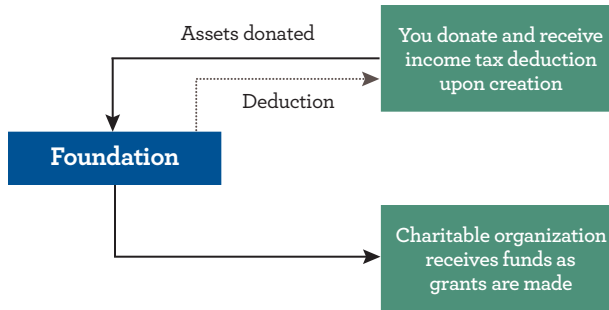 Assets donated
You donate and receive
income tax deduction
upon creation
Deduction
Foundation
Charitable organization
receives funds as
grants are made